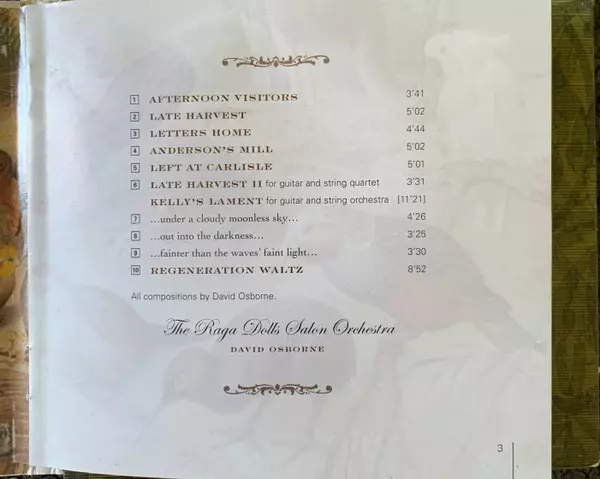 1 AFTERNOON VISITORS 3'41
2 LATE HARVEST 5'02
3 LETTERS HOME 4'44
4 ANDERSON'S MILL 5'02
5 LEFT AT CARLISLE 5'01
6 LATE HARVEST II for guitar and string quartet 3'31
KELLY'S LAMENT for guitar and string orchestra [11'21]
7 ...under a cloudy moonless sky... 4'26
8 ...out into the darkness... 3'25
9 ...fainter than the waves' faint light... 3'30
10 REGENERATION WALTZ 8'52
All compositions by David Osborne.
The Raga Dolls Salon Orchestra
DAVID OSBORNE
3